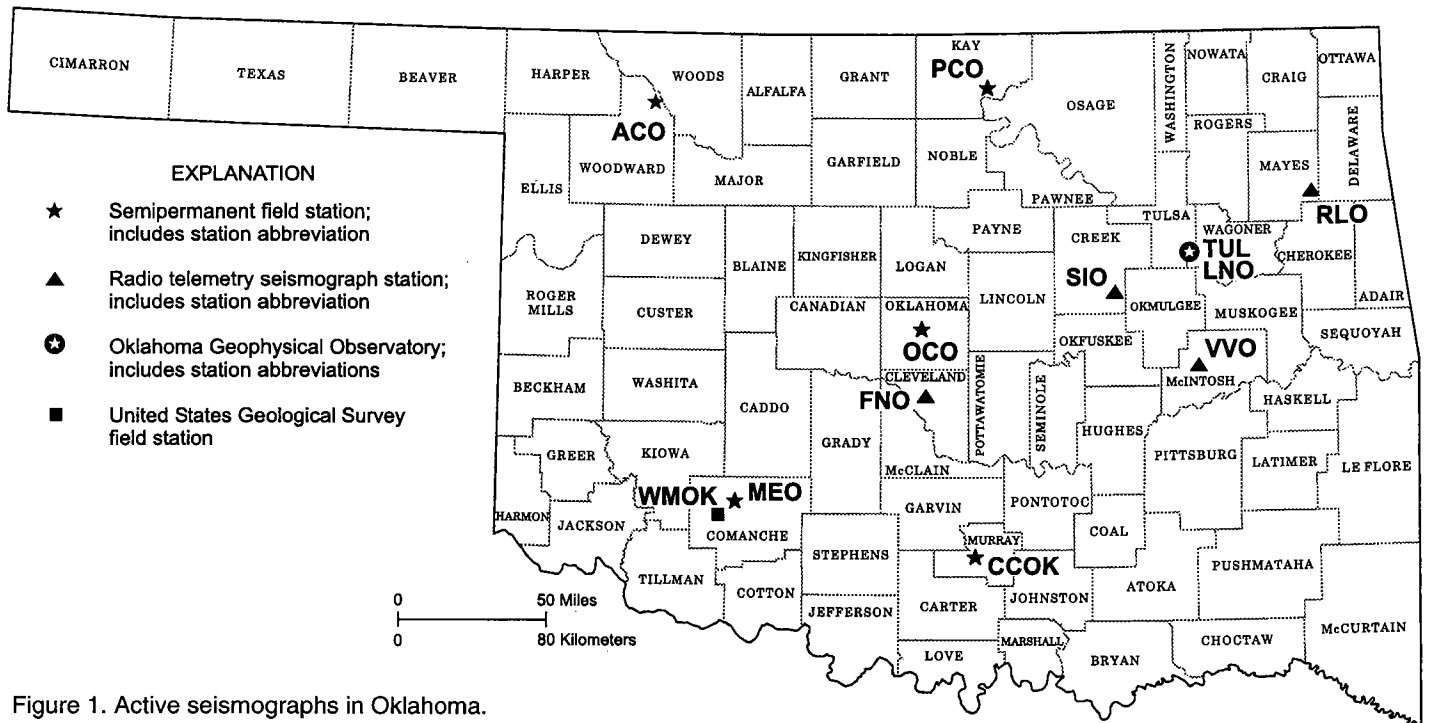 CIMARRON
TEXAS
BEAVER
HARPER
WOODS
ALFALFA
GRANT
KAY
PCO
OSAGE
WASHINGTON
NOWATA
CRAIG
OTTAWA
ACO
WOODWARD
MAJOR
GARFIELD
NOBLE
ROGERS
MAYES
DELAWARE
EXPLANATION
Semipermanent field station;
includes station abbreviation
Radio telemetry seismograph station;
includes station abbreviation
Oklahoma Geophysical Observatory;
includes station abbreviations
United States Geological Survey
field station
ELLIS
DEWEY
BLAINE
KINGFISHER
LOGAN
PAYNE
PAWNEE
CREEK
TULSA
WAGONER
RLO
TUL
LNO
CHEROKEE
ADAIR
ROGER
MILLS
CUSTER
CANADIAN
OKLAHOMA
OCO
LINCOLN
SIO
OKMULGEE
MUSKOGEE
SEQUOYAH
BECKHAM
WASHITA
CADDO
GRADY
CLEVELAND
FNO
POTTAWATOMIE
SEMINOLE
OKFUSKEE
VVO
McINTOSH
HASKELL
HUGHES
PITTSBURG
LATIMER
LE FLORE
GREER
KIOWA
McCLAIN
WMOK
MEO
COMANCHE
HARMON
JACKSON
GARVIN
PONTOTOC
COAL
MURRAY
CCOK
STEPHENS
TILLMAN
COTTON
JEFFERSON
CARTER
JOHNSTON
ATOKA
PUSHMATAHA
LOVE
MARSHALL
BRYAN
CHOCTAW
McCURTAIN
0 50 Miles
0 80 Kilometers
Figure 1. Active seismographs in Oklahoma.